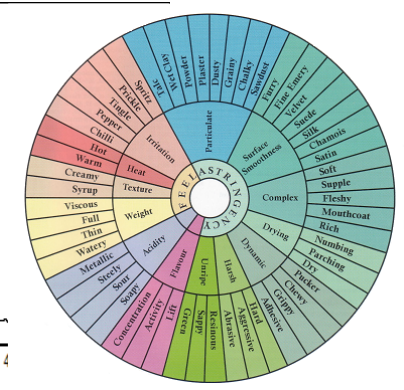 FEEL
ASTRINGENCY
Particulate
Surface
Smoothness
Complex
Drying
Dynamic
Harsh
Unripe
Flavour
Acidity
Weight
Texture
Heat
Irritation
Talc
Wet Clay
Powder
Plaster
Dusty
Grainy
Chalky
Sawdust
Furry
Fine Emery
Velvet
Suede
Silk
Chamois
Satin
Soft
Supple
Fleshy
Mouthcoat
Rich
Numbing
Parching
Dry
Pucker
Chewy
Grippy
Adhesive
Hard
Aggressive
Abrasive
Resinous
Sappy
Green
Lift
Activity
Concentration
Soapy
Sour
Steely
Metallic
Watery
Thin
Full
Viscous
Syrup
Creamy
Warm
Hot
Chilli
Pepper
Tingle
Prickle
Spritz
4